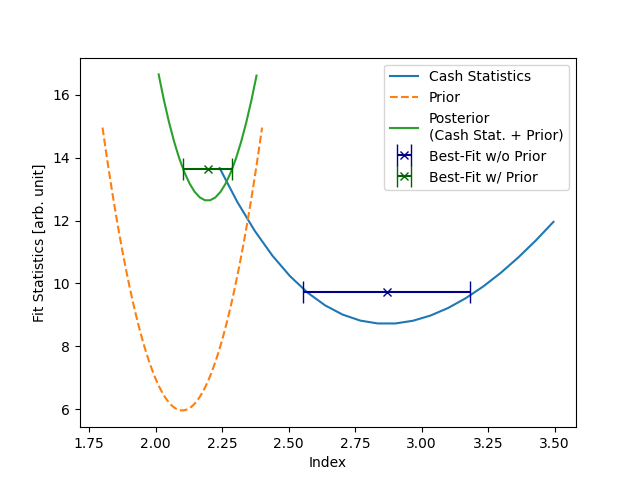 16
14
12
10
8
6
Fit Statistics [arb. unit]
Cash Statistics
Prior
Posterior
(Cash Stat. + Prior)
Best-Fit w/o Prior
Best-Fit w/ Prior
1.75 2.00 2.25 2.50 2.75 3.00 3.25 3.50
Index